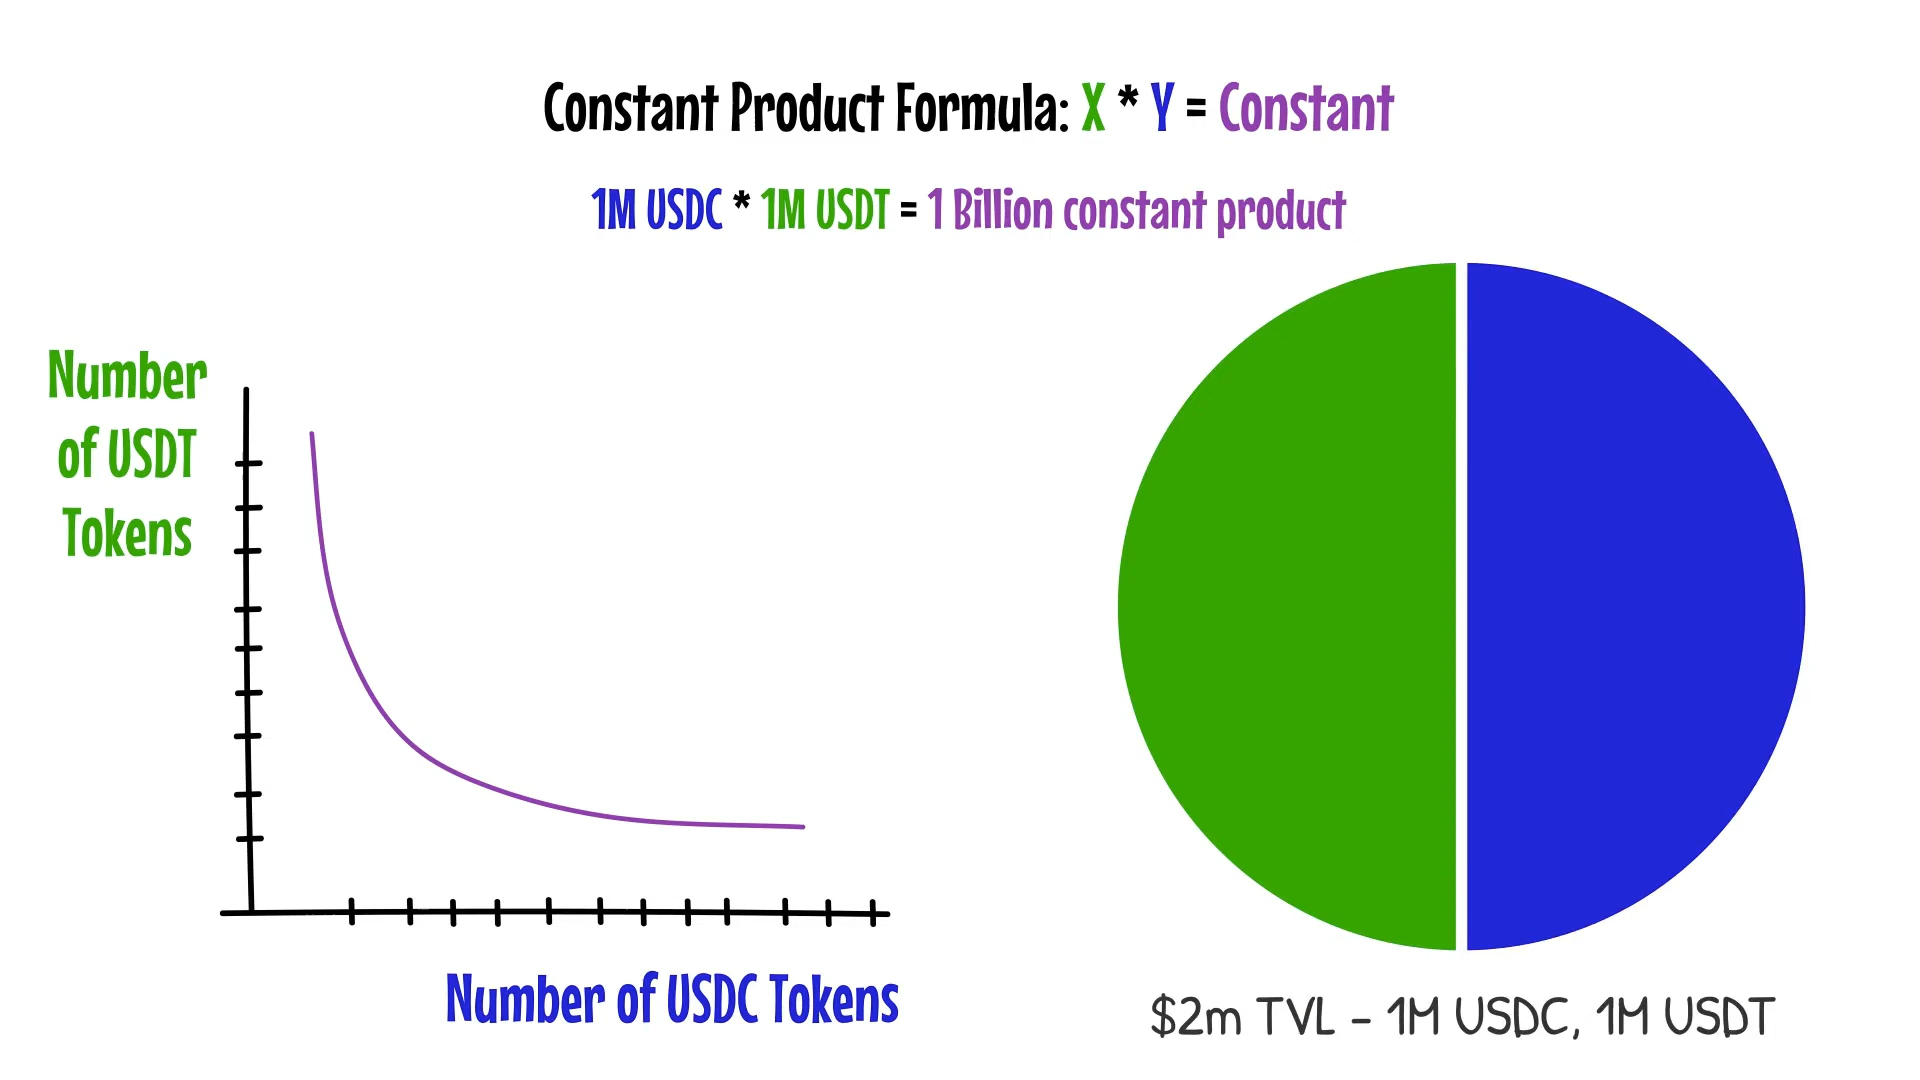 Constant Product Formula: X * Y = Constant
1M USDC * 1M USDT = 1 Billion constant product
Number
of USDT
Tokens
Number of USDC Tokens
$2m TVL - 1M USDC, 1M USDT